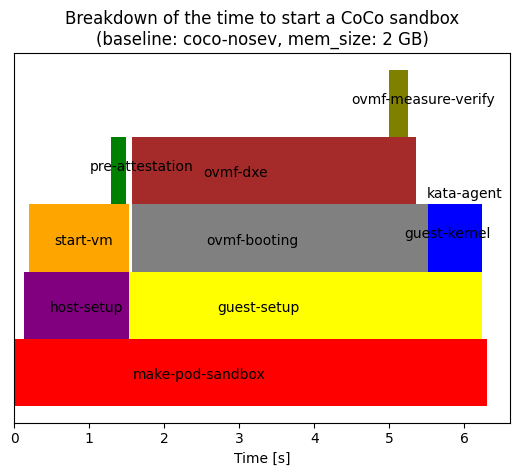 Breakdown of the time to start a CoCo sandbox
(baseline: coco-nosev, mem_size: 2 GB)
ovmf-measure-verify
pre-attestation
ovmf-dxe
kata-agent
start-vm
ovmf-booting
guest-kernel
host-setup
guest-setup
make-pod-sandbox
0 1 2 3 4 5 6
Time [s]